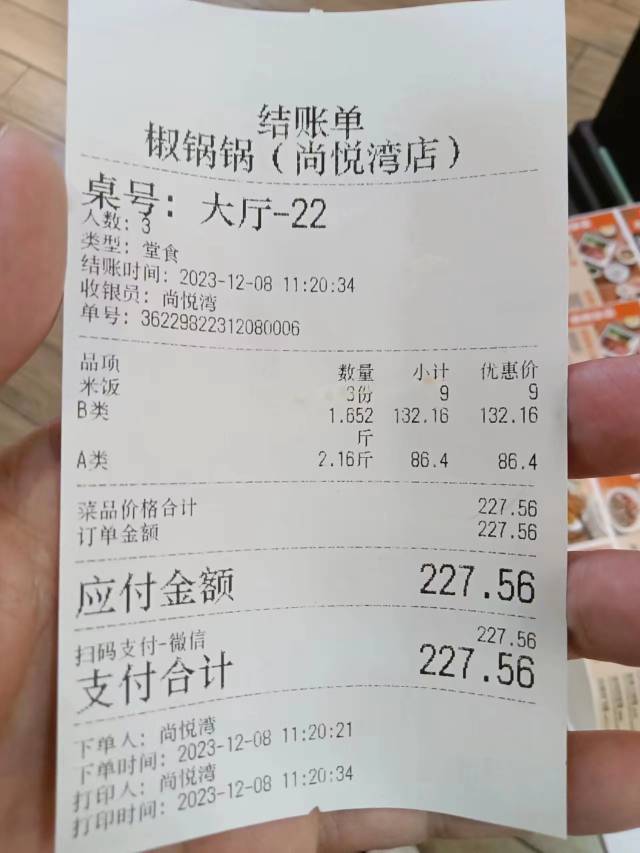 结账单
椒锅锅（尚悦湾店）
桌号：大厅-22
人数：3
类型：堂食
结账时间：2023-12-08 11:20:34
收银员：尚悦湾
单号：36229822312080006
品项 数量 小计 优惠价
米饭 3份 9 9
B类 1.652 132.16 132.16
斤
A类 2.16斤 86.4 86.4
菜品价格合计 227.56
订单金额 227.56
应付金额 227.56
扫码支付-微信 227.56
支付合计 227.56
下单人：尚悦湾
下单时间：2023-12-08 11:20:21
打印人：尚悦湾
打印时间：2023-12-08 11:20:34